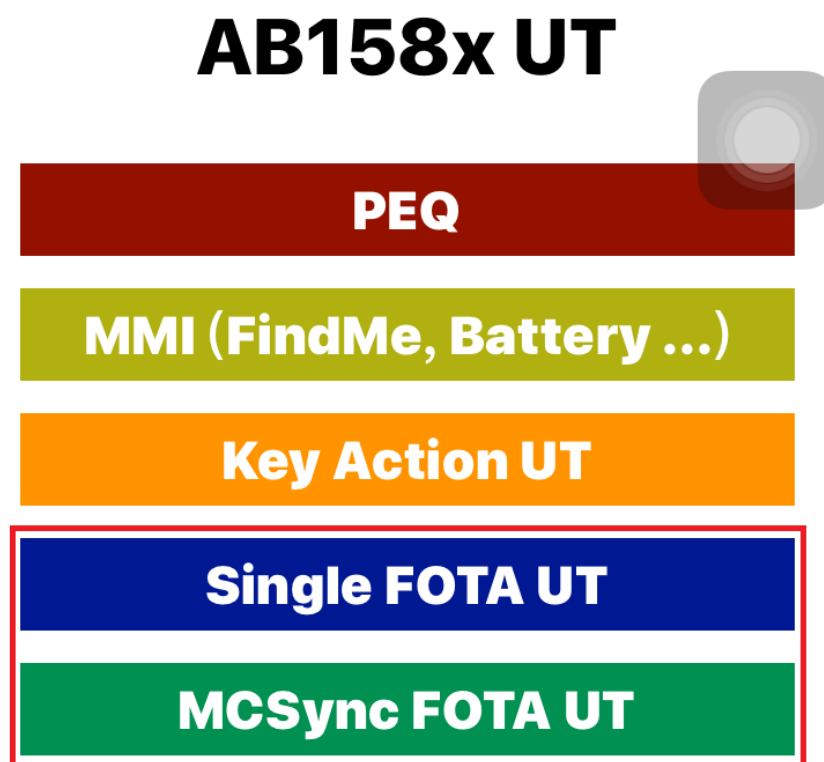 AB158x UT
PEQ
MMI (FindMe, Battery ...)
Key Action UT
Single FOTA UT
MCSync FOTA UT